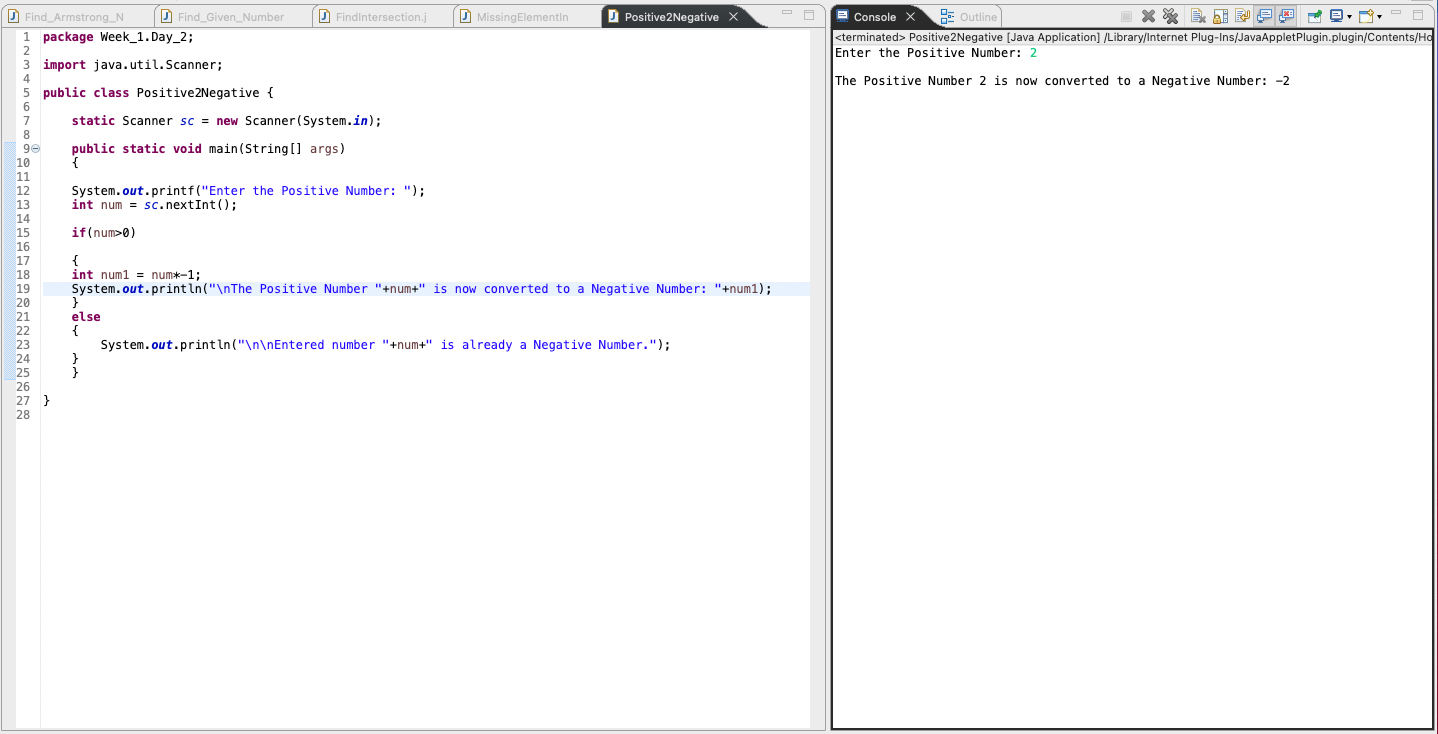 Find_Armstrong_N Find_Given_Number FindIntersection.j MissingElementIn Positive2Negative
1 package Week_1.Day_2;
2
3 import java.util.Scanner;
4
5 public class Positive2Negative {
6
7 static Scanner sc = new Scanner(System.in);
8
9 public static void main(String[] args)
10 {
11
12 System.out.printf("Enter the Positive Number: ");
13 int num = sc.nextInt();
14
15 if(num>0)
16
17 {
18 int num1 = num*-1;
19 System.out.println("\nThe Positive Number "+num+" is now converted to a Negative Number: "+num1);
20 }
21 else
22 {
23 System.out.println("\n\nEntered number "+num+" is already a Negative Number.");
24 }
25 }
26
27 }
28
Console Outline
<terminated> Positive2Negative [Java Application] /Library/Internet Plug-Ins/JavaAppletPlugin.plugin/Contents/Ho
Enter the Positive Number: 2
The Positive Number 2 is now converted to a Negative Number: -2